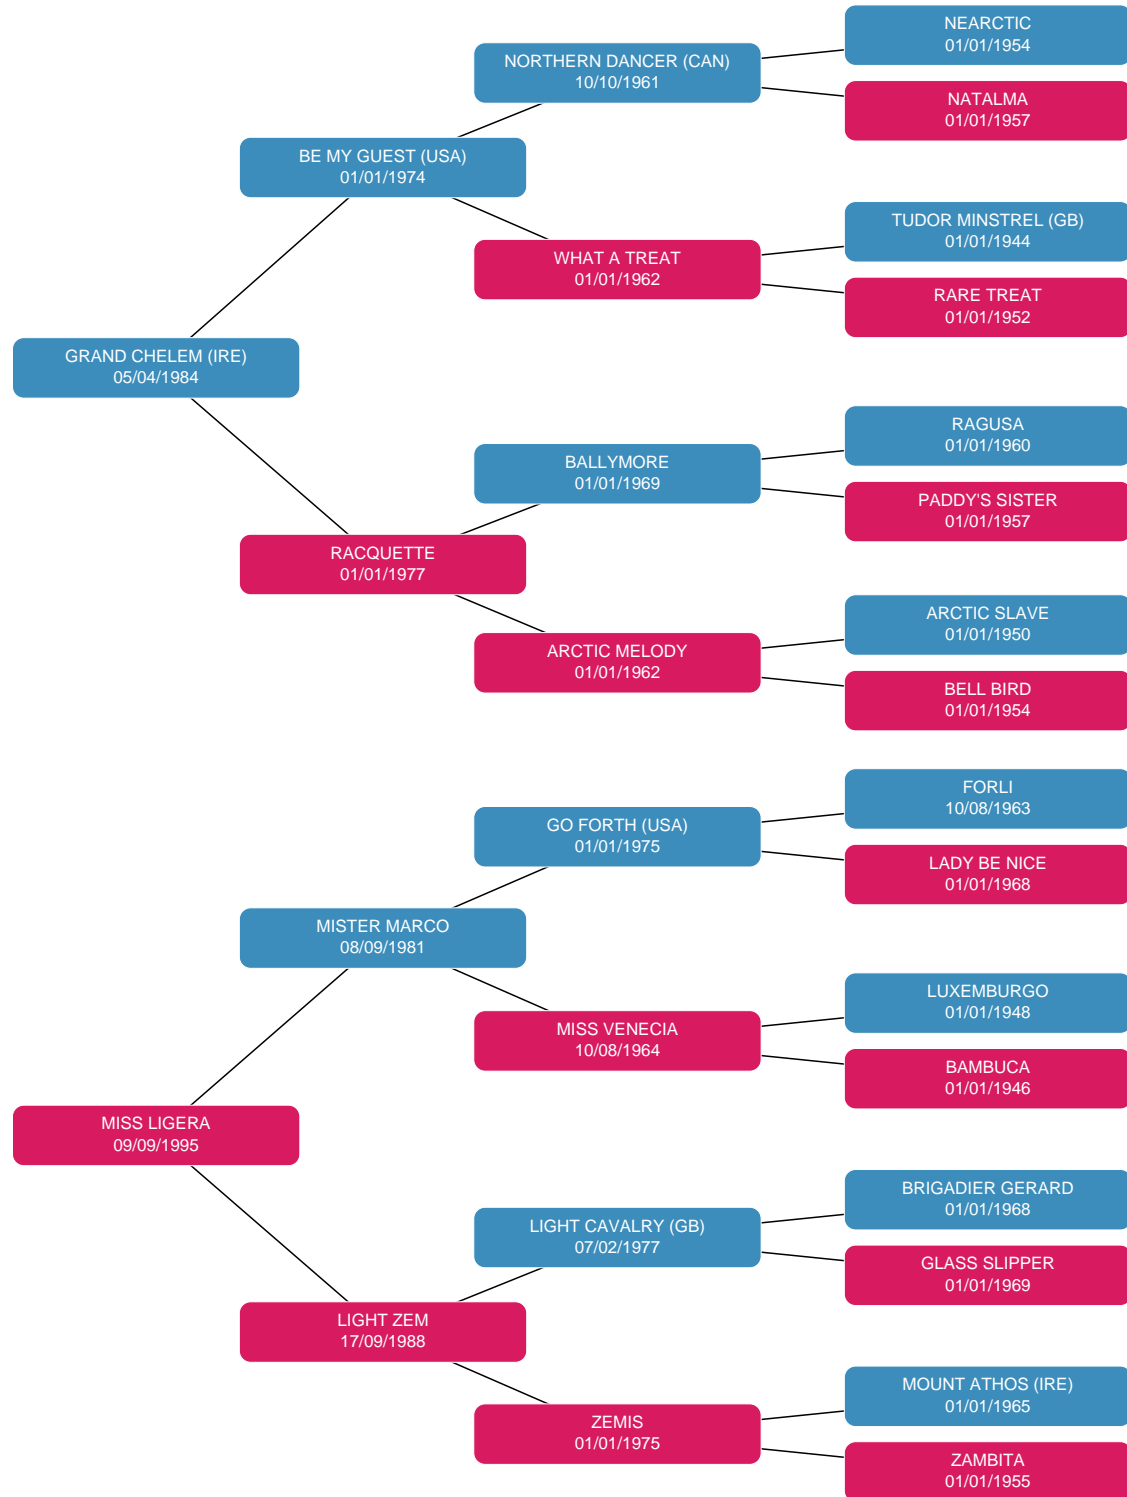 NEARCTIC
01/01/1954
NORTHERN DANCER (CAN)
10/10/1961
NATALMA
01/01/1957
BE MY GUEST (USA)
01/01/1974
TUDOR MINSTREL (GB)
01/01/1944
WHAT A TREAT
01/01/1962
RARE TREAT
01/01/1952
GRAND CHELEM (IRE)
05/04/1984
RAGUSA
01/01/1960
BALLYMORE
01/01/1969
PADDY'S SISTER
01/01/1957
RACQUETTE
01/01/1977
ARCTIC SLAVE
01/01/1950
ARCTIC MELODY
01/01/1962
BELL BIRD
01/01/1954
FORLI
10/08/1963
GO FORTH (USA)
01/01/1975
LADY BE NICE
01/01/1968
MISTER MARCO
08/09/1981
LUXEMBURGO
01/01/1948
MISS VENECIA
10/08/1964
BAMBUCA
01/01/1946
MISS LIGERA
09/09/1995
BRIGADIER GERARD
01/01/1968
LIGHT CAVALRY (GB)
07/02/1977
GLASS SLIPPER
01/01/1969
LIGHT ZEM
17/09/1988
MOUNT ATHOS (IRE)
01/01/1965
ZEMIS
01/01/1975
ZAMBITA
01/01/1955